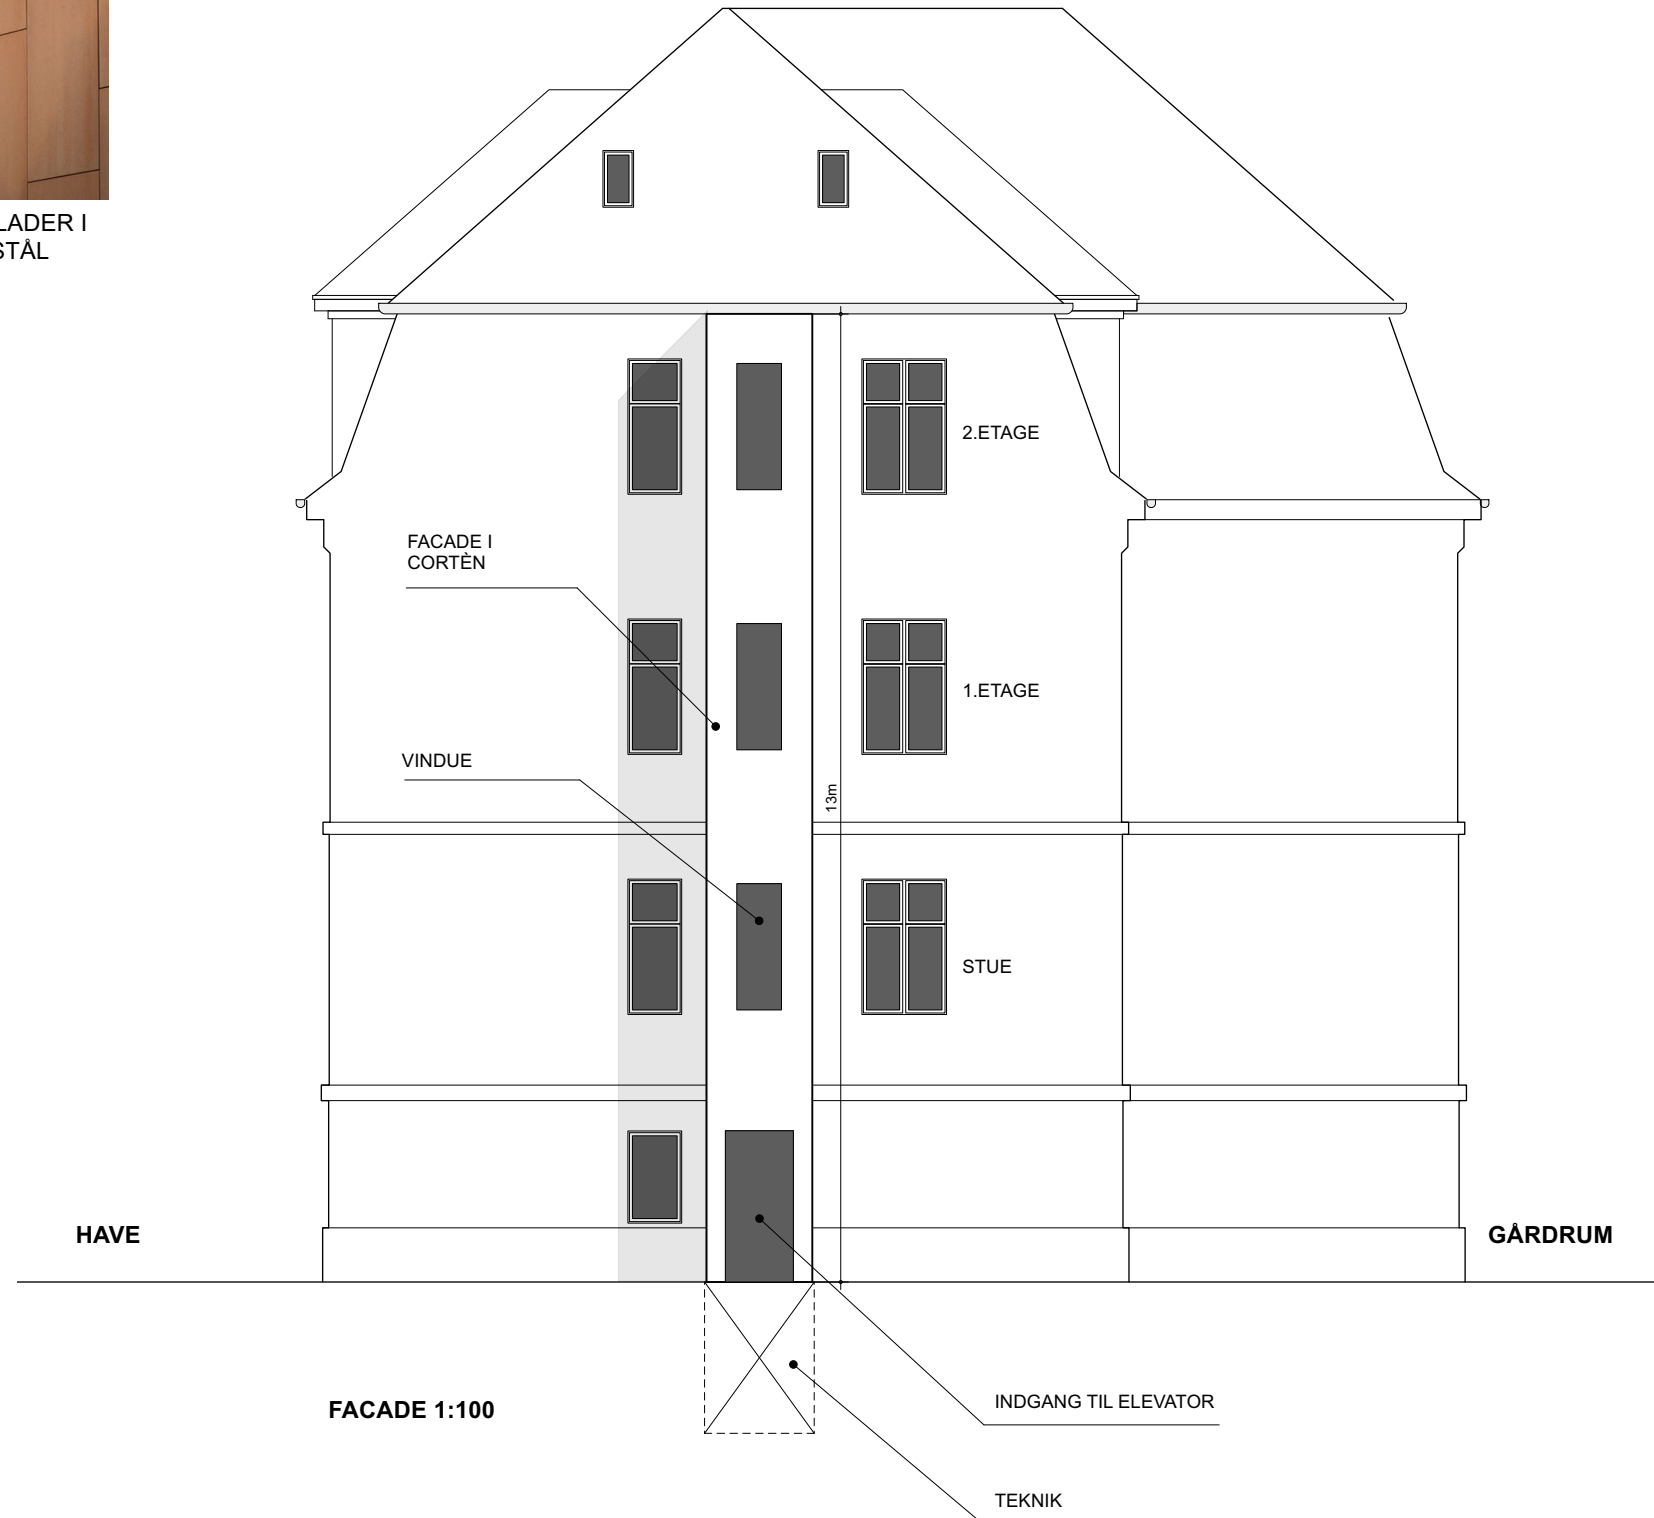 LADER I
STÅL
2.ETAGE
FACADE I
CORTÈN
1.ETAGE
VINDUE
13m
STUE
HAVE
GÅRDRUM
FACADE 1:100
INDGANG TIL ELEVATOR
TEKNIK